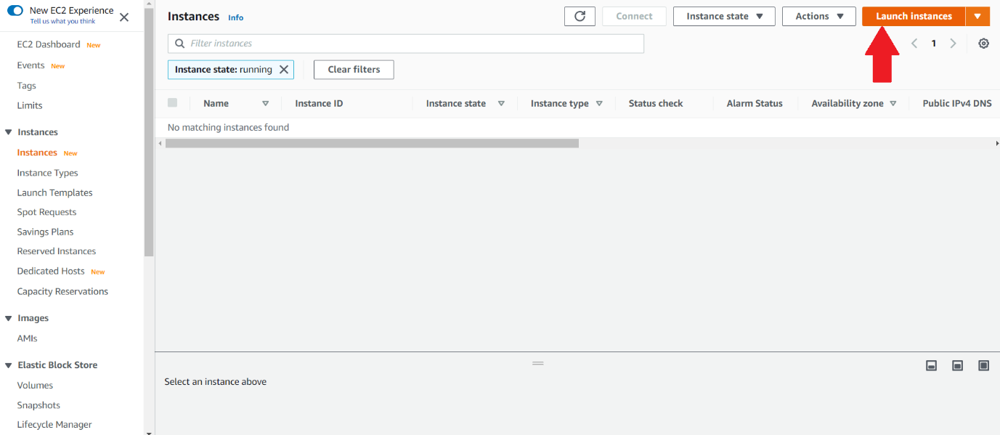 New EC2 Experience
Tell us what you think
EC2 Dashboard New
Events New
Tags
Limits
Instances
Instances New
Instance Types
Launch Templates
Spot Requests
Savings Plans
Reserved Instances
Dedicated Hosts New
Capacity Reservations
Images
AMIs
Elastic Block Store
Volumes
Snapshots
Lifecycle Manager
Instances Info
Connect Instance state Actions Launch instances
Filter instances
1
Instance state: running Clear filters
Name Instance ID Instance state Instance type Status check Alarm Status Availability zone Public IPv4 DNS
No matching instances found
Select an instance above